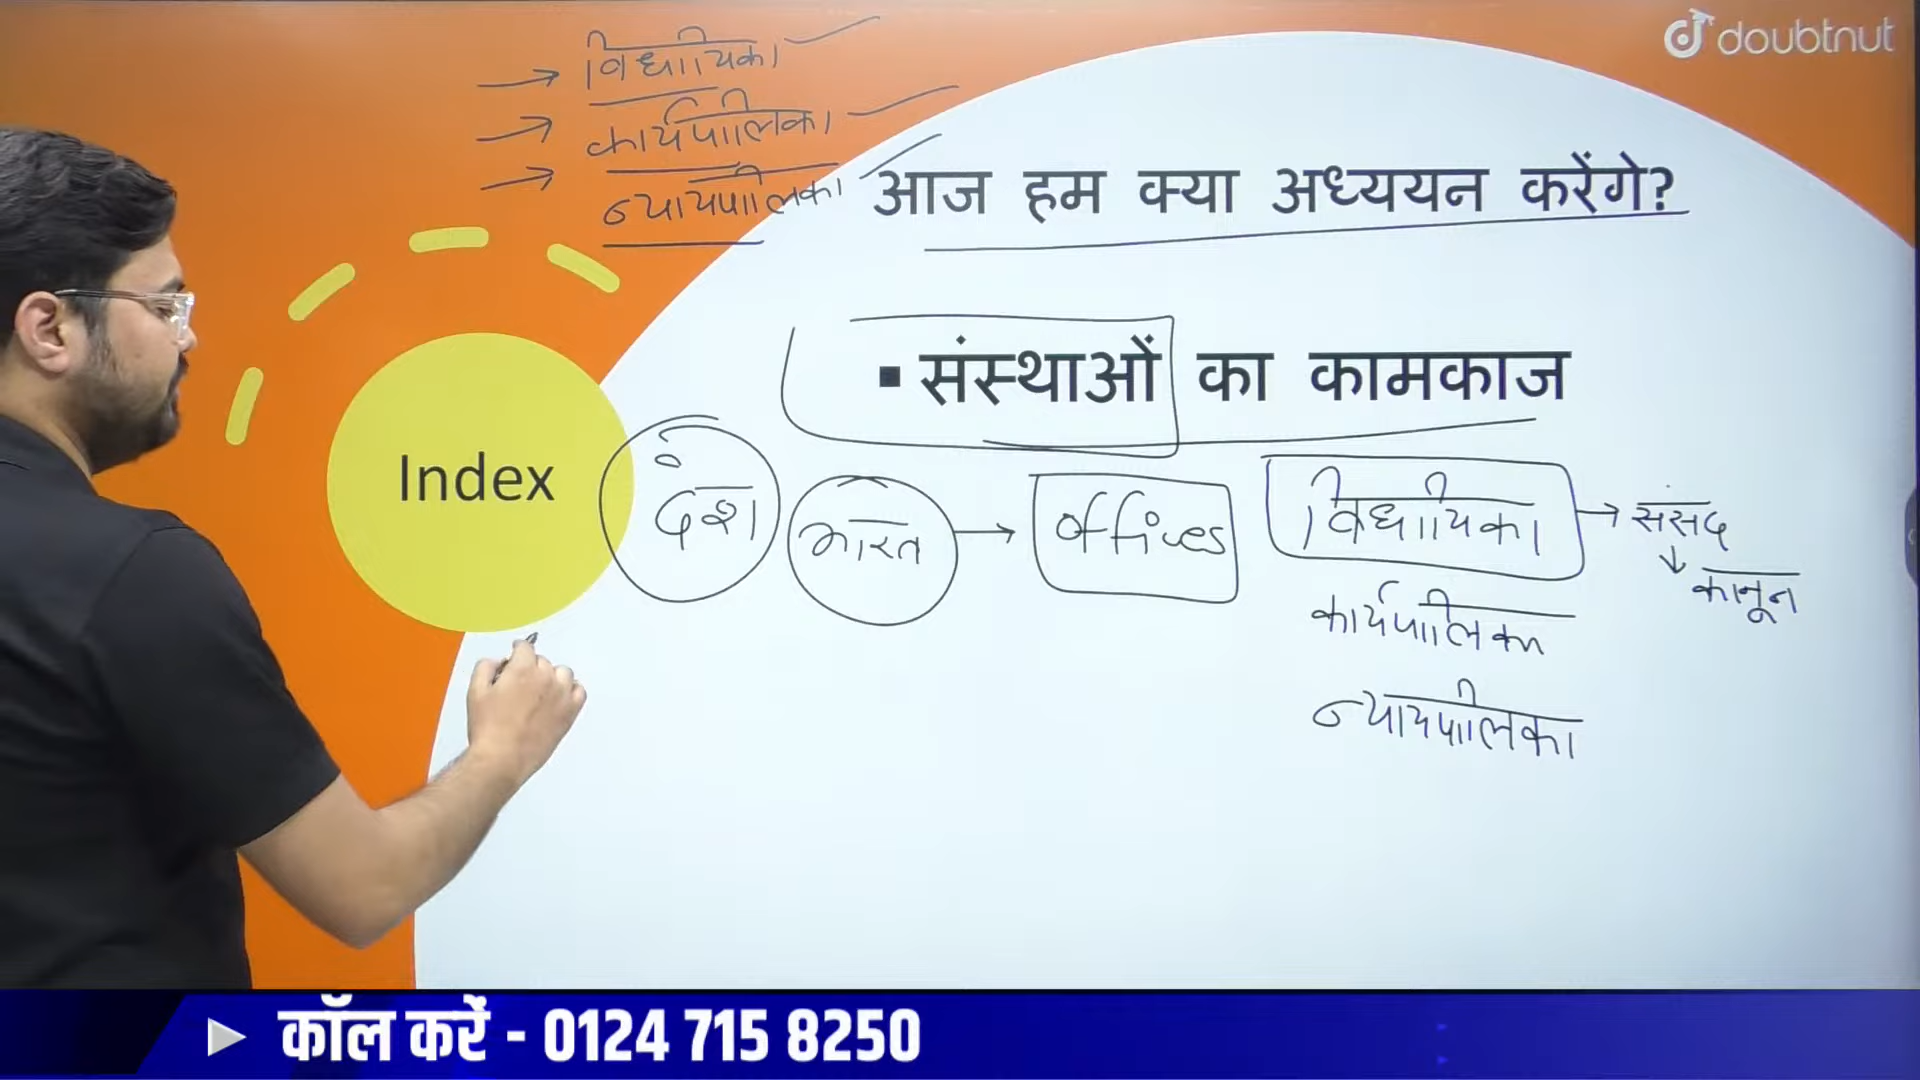 doubtnut
विधायिका
कार्यपालिका
न्यायपालिका
आज हम क्या अध्ययन करेंगे?
▪ संस्थाओं का कामकाज
Index
देश भारत → offices विधायिका → संसद
↓ कानून
कार्यपालिका
न्यायपालिका
कॉल करें - 0124 715 8250